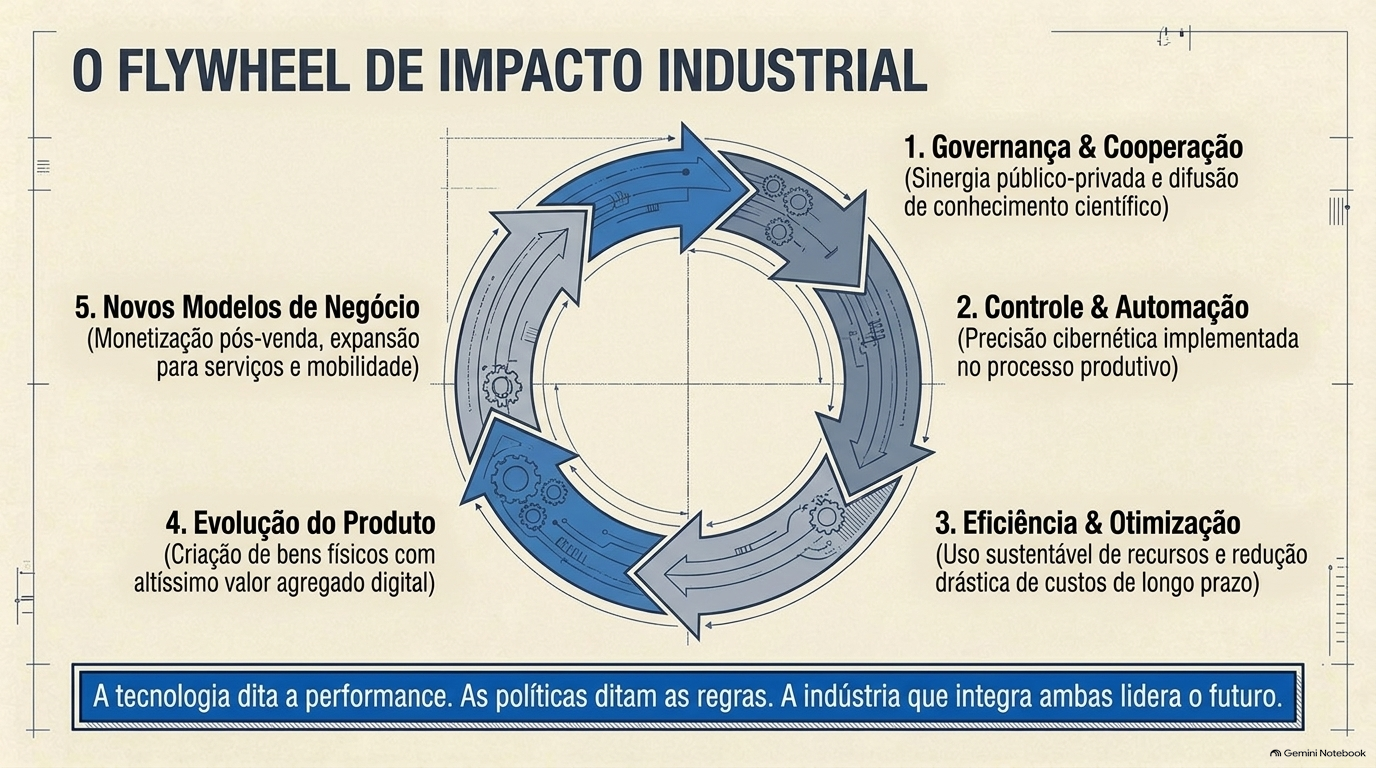 O FLYWHEEL DE IMPACTO INDUSTRIAL
1. Governança & Cooperação
(Sinergia público-privada e difusão
de conhecimento científico)
2. Controle & Automação
(Precisão cibernética implementada
no processo produtivo)
3. Eficiência & Otimização
(Uso sustentável de recursos e redução
drástica de custos de longo prazo)
4. Evolução do Produto
(Criação de bens físicos com
altíssimo valor agregado digital)
5. Novos Modelos de Negócio
(Monetização pós-venda, expansão
para serviços e mobilidade)
A tecnologia dita a performance. As políticas ditam as regras. A indústria que integra ambas lidera o futuro.
Gemini Notebook